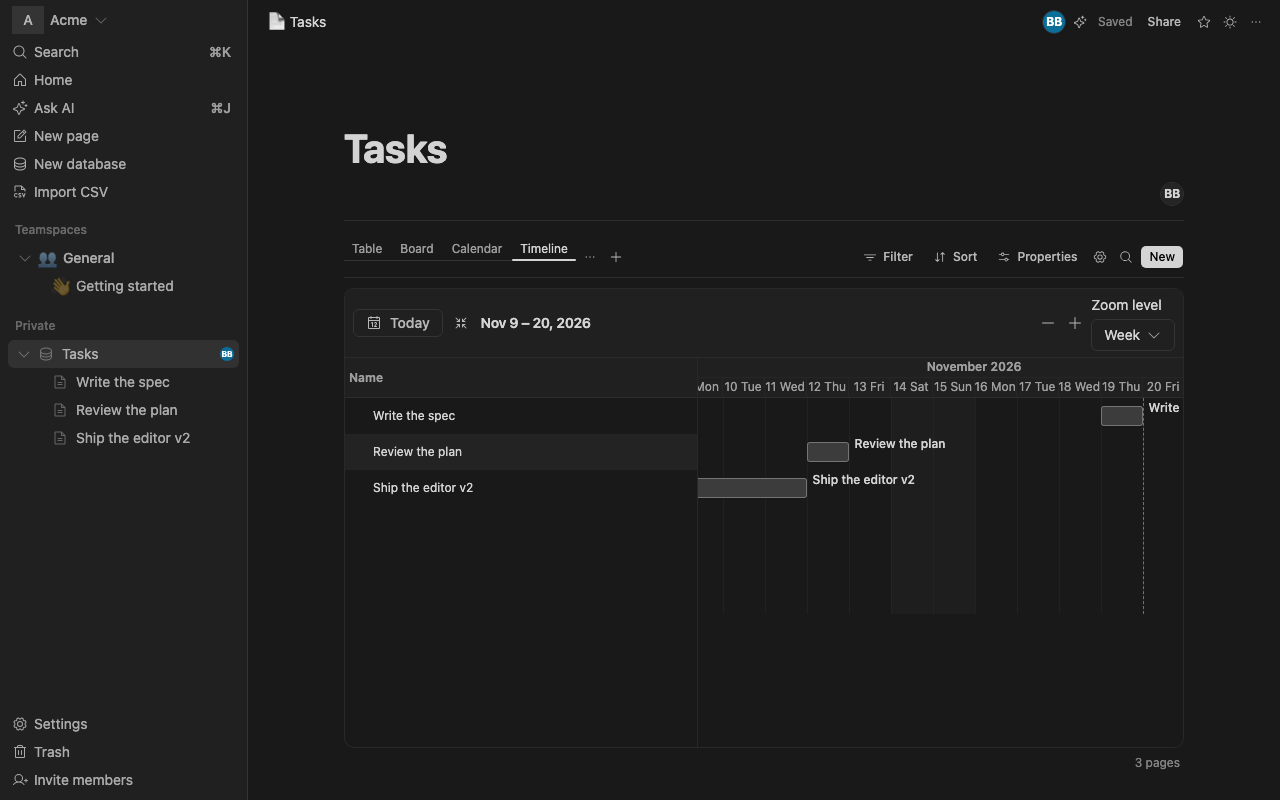 A Acme
Search ⌘K
Home
Ask AI ⌘J
New page
New database
Import CSV
Teamspaces
General
Getting started
Private
Tasks BB
Write the spec
Review the plan
Ship the editor v2
Settings
Trash
Invite members
Tasks
BB Saved Share
Tasks
BB
Table Board Calendar Timeline
Filter Sort Properties New
Today Nov 9 – 20, 2026
Zoom level
Week
Name
November 2026
Mon 10 Tue 11 Wed 12 Thu 13 Fri 14 Sat 15 Sun 16 Mon 17 Tue 18 Wed 19 Thu 20 Fri
Write the spec Write
Review the plan Review the plan
Ship the editor v2 Ship the editor v2
3 pages